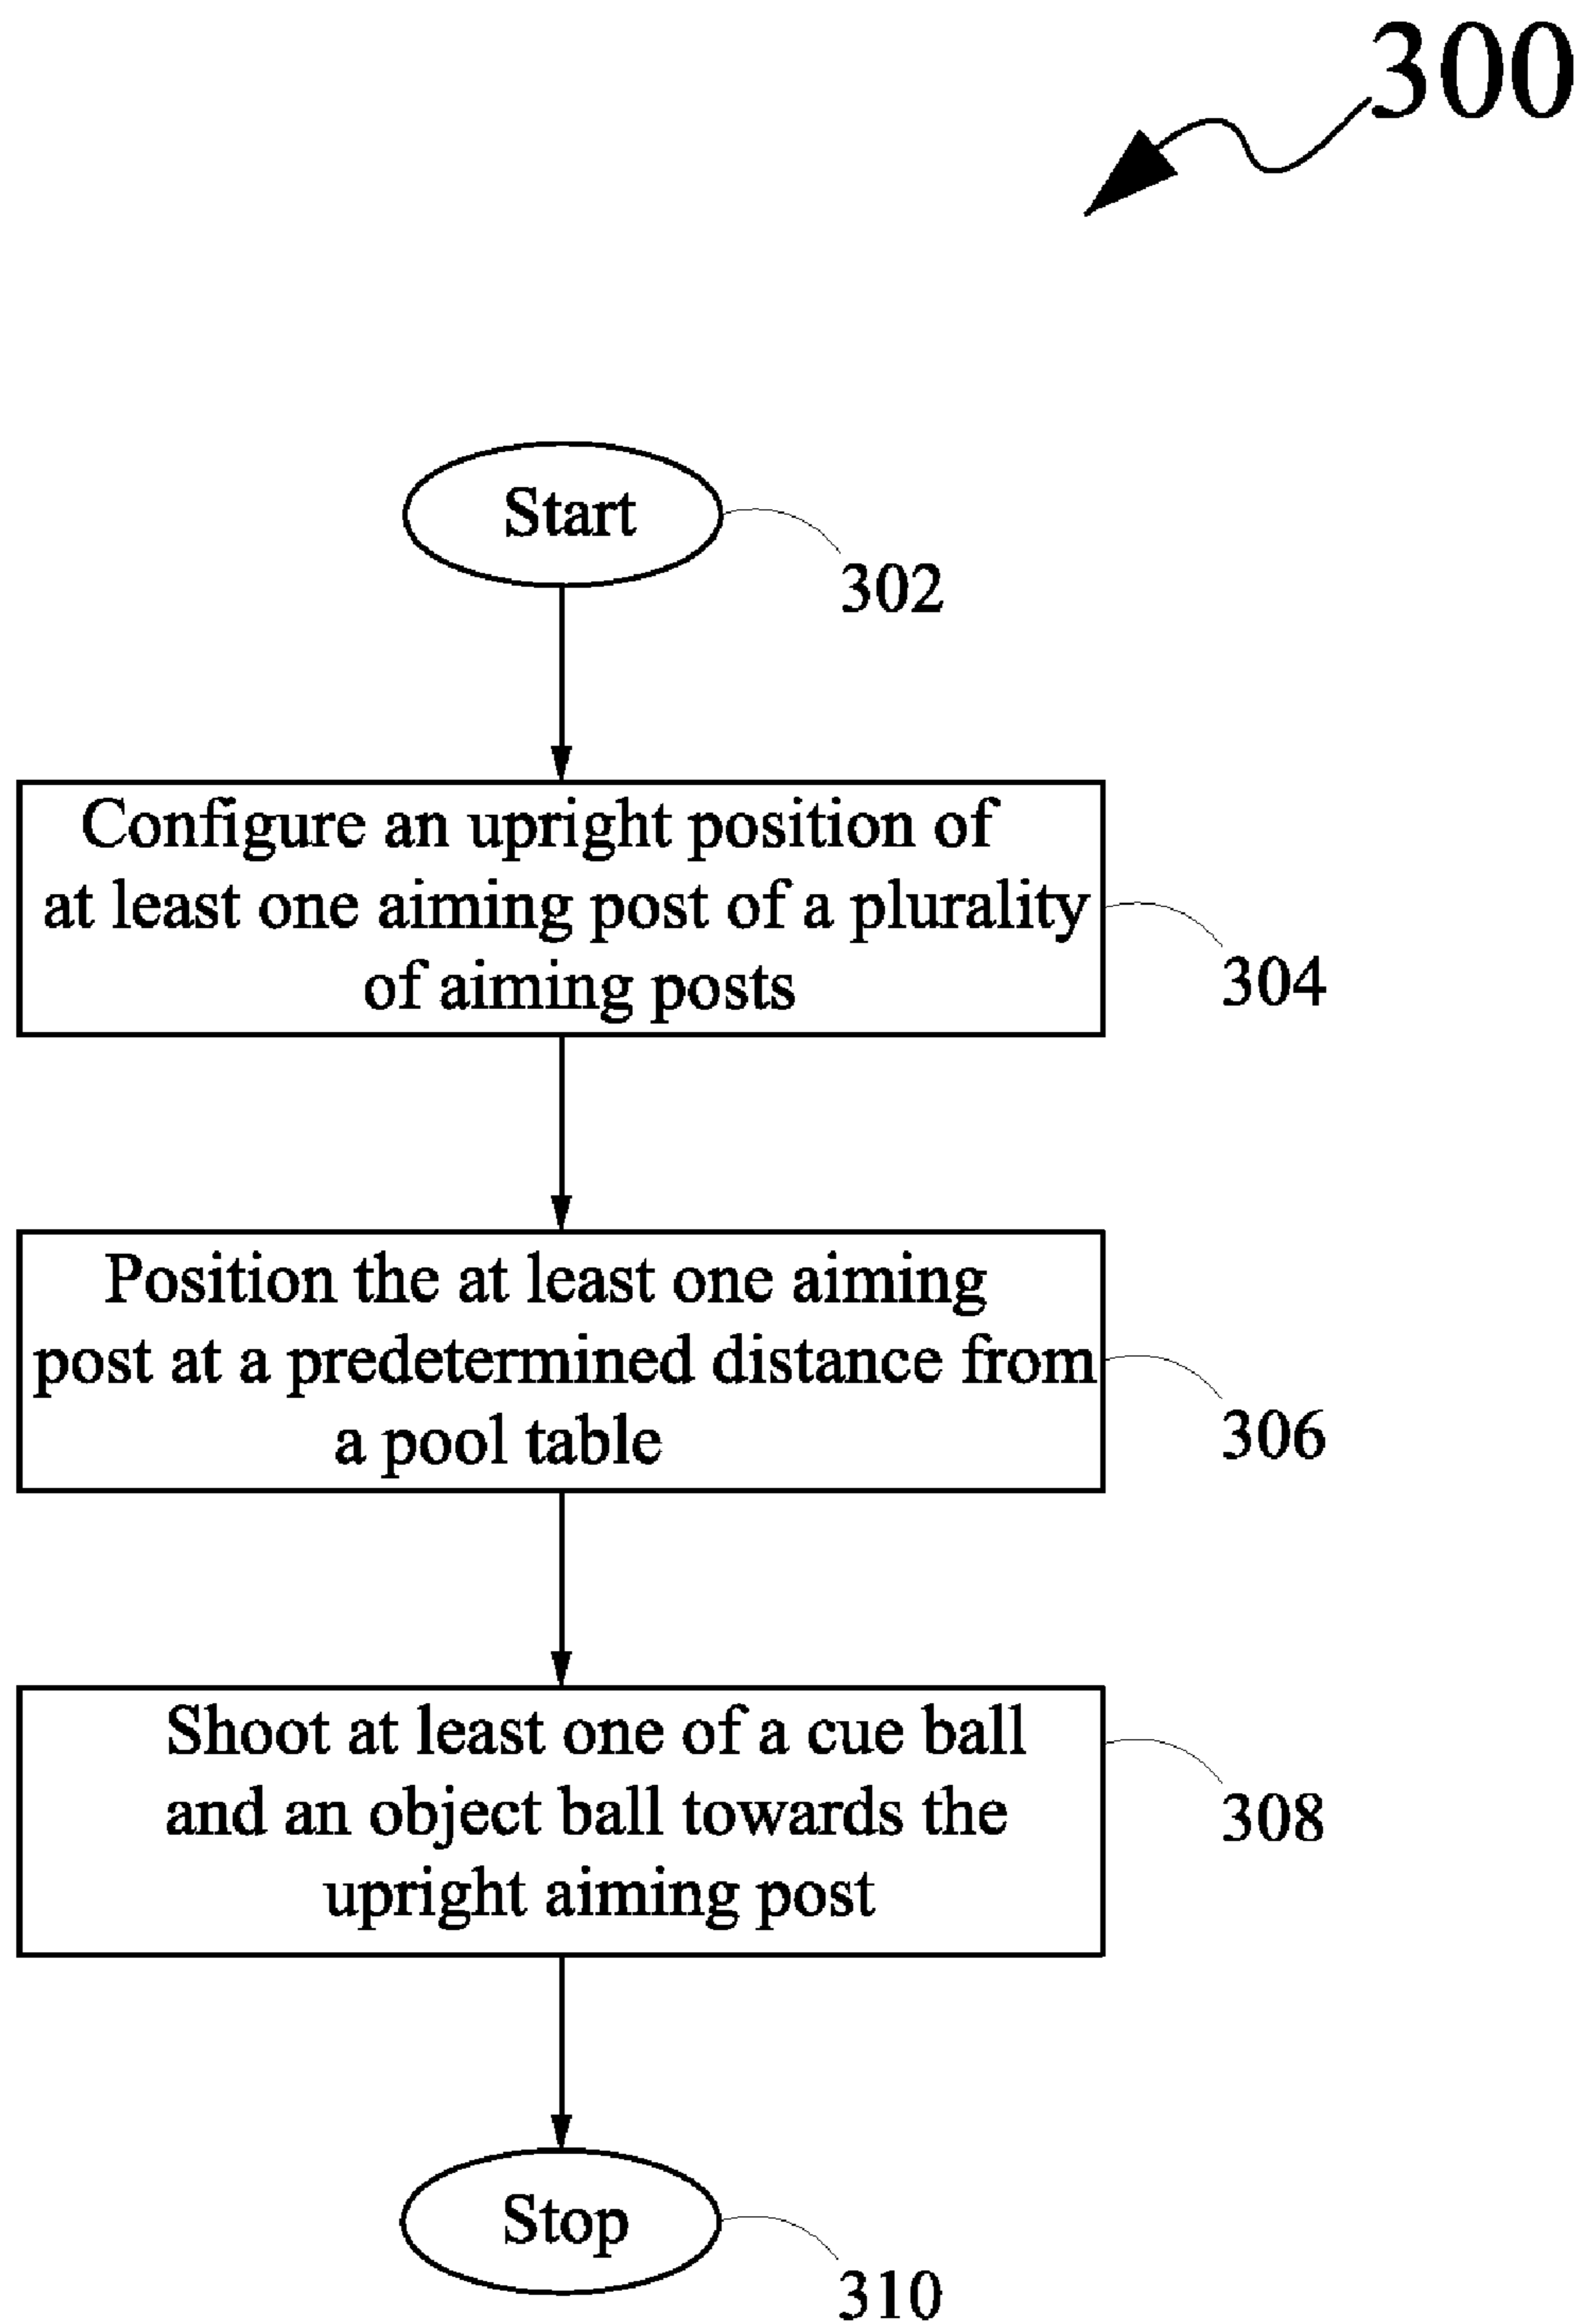 300
Start
302
Configure an upright position of
at least one aiming post of a plurality
of aiming posts
304
Position the at least one aiming
post at a predetermined distance from
a pool table
306
Shoot at least one of a cue ball
and an object ball towards the
upright aiming post
308
Stop
310